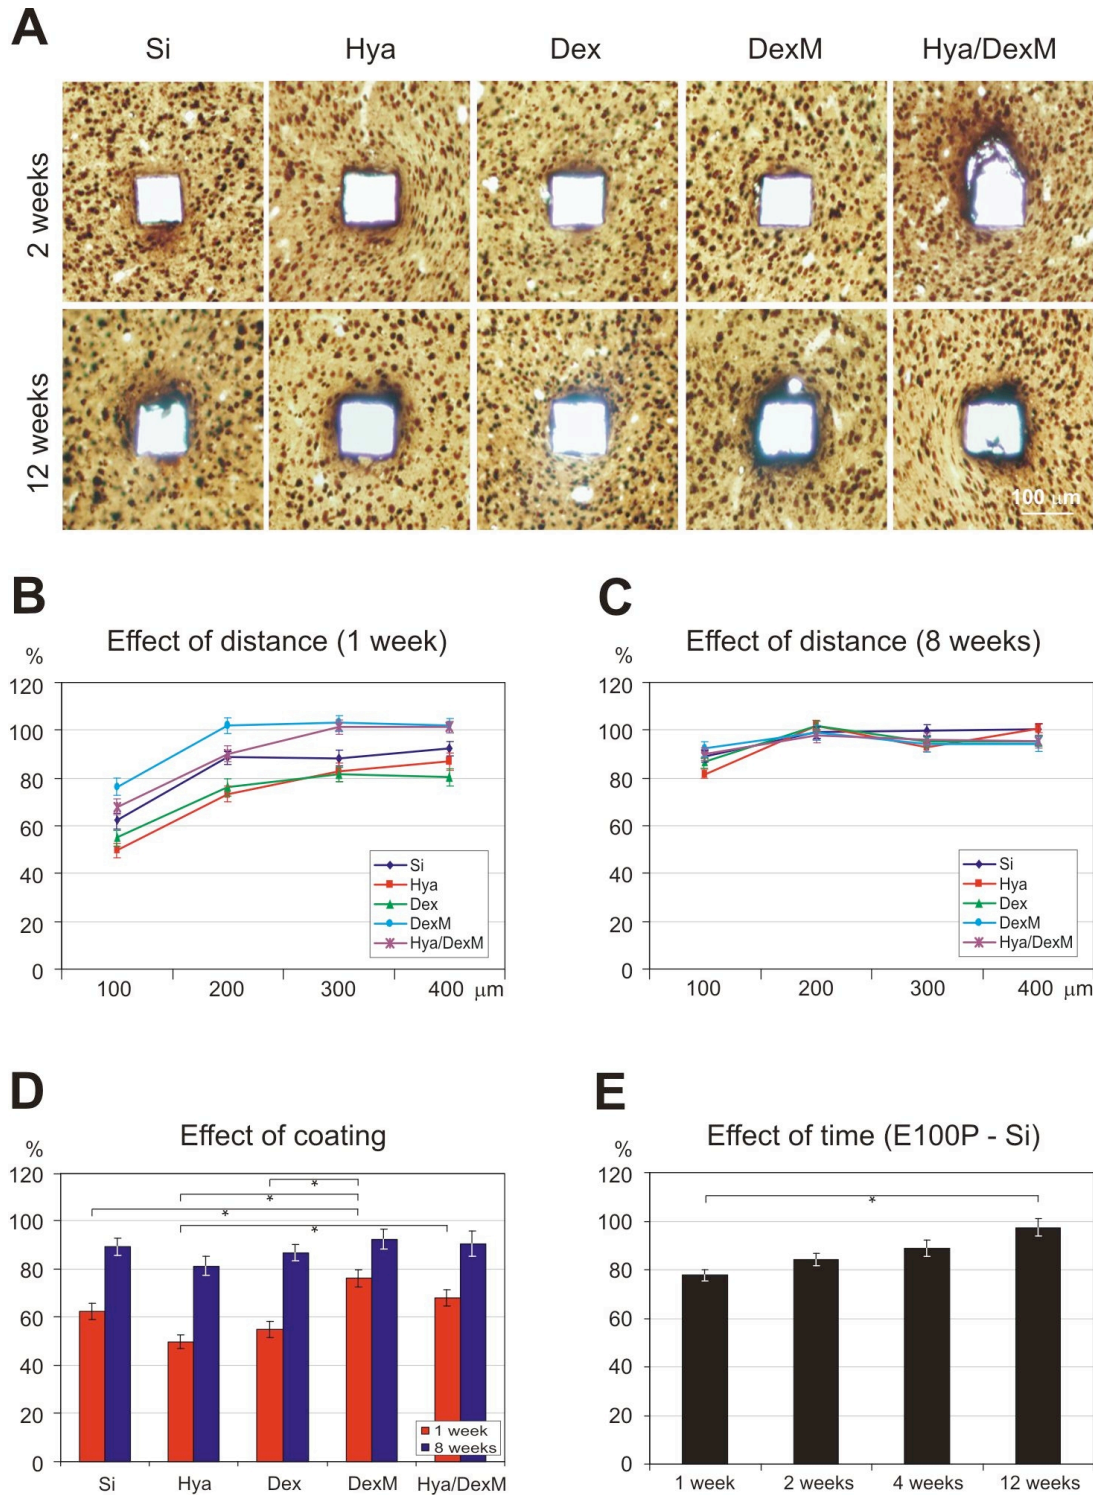 A
Si Hya Dex DexM Hya/DexM
2 weeks
12 weeks
100 μm
B
Effect of distance (1 week)
%
120
100
80
60
40
20
0
100 200 300 400 μm
Si
Hya
Dex
DexM
Hya/DexM
C
Effect of distance (8 weeks)
%
120
100
80
60
40
20
0
100 200 300 400 μm
Si
Hya
Dex
DexM
Hya/DexM
D
Effect of coating
%
120
100
80
60
40
20
0
*
*
*
*
1 week
8 weeks
Si Hya Dex DexM Hya/DexM
E
Effect of time (E100P - Si)
%
120
100
80
60
40
20
0
*
1 week 2 weeks 4 weeks 12 weeks